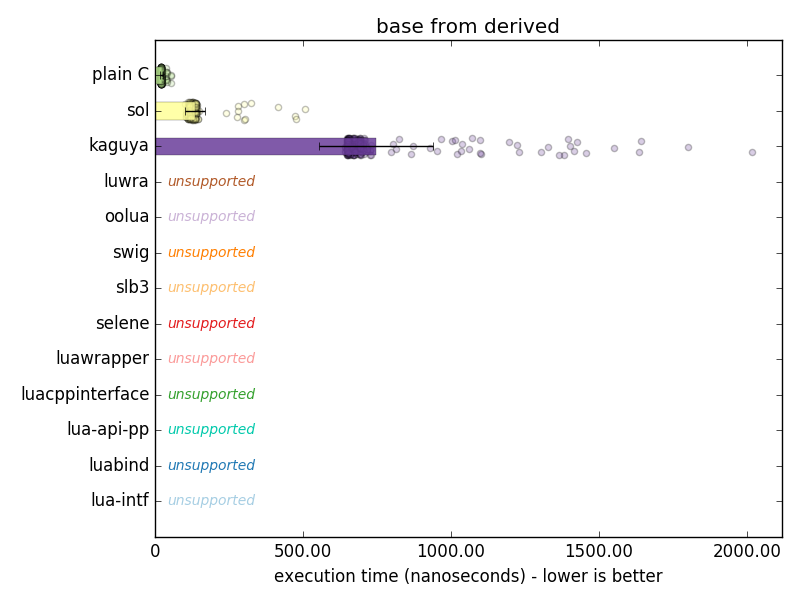 base from derived
plain C
sol
kaguya
luwra unsupported
oolua unsupported
swig unsupported
slb3 unsupported
selene unsupported
luawrapper unsupported
luacppinterface unsupported
lua-api-pp unsupported
luabind unsupported
lua-intf unsupported
0 500.00 1000.00 1500.00 2000.00
execution time (nanoseconds) - lower is better